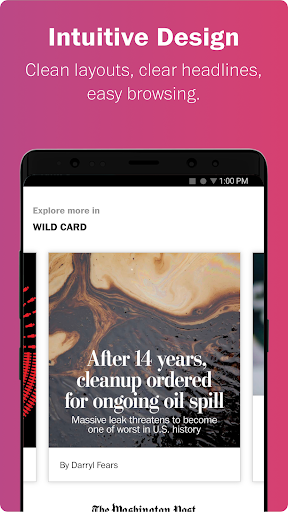 Intuitive Design
Clean layouts, clear headlines,
easy browsing.
1:00 PM
Explore more in
WILD CARD
After 14 years,
cleanup ordered
for ongoing oil spill
Massive leak threatens to become
one of worst in U.S. history
By Darryl Fears
The Washington Post